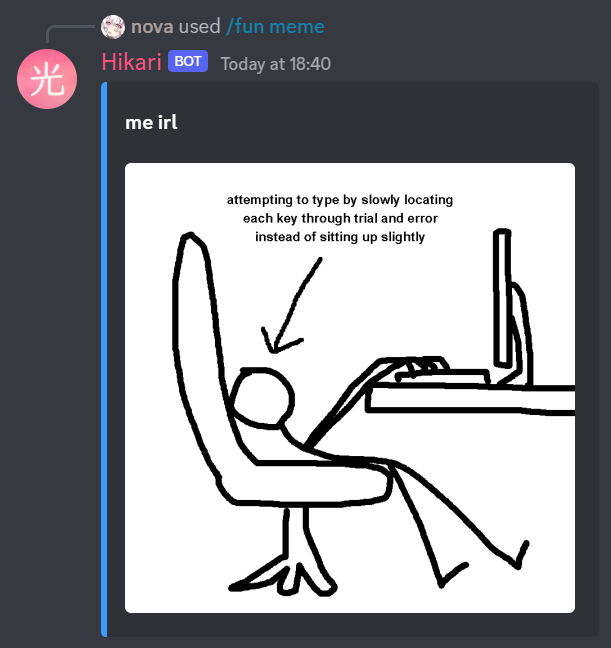 nova used /fun meme
光
Hikari BOT Today at 18:40
me irl
attempting to type by slowly locating
each key through trial and error
instead of sitting up slightly